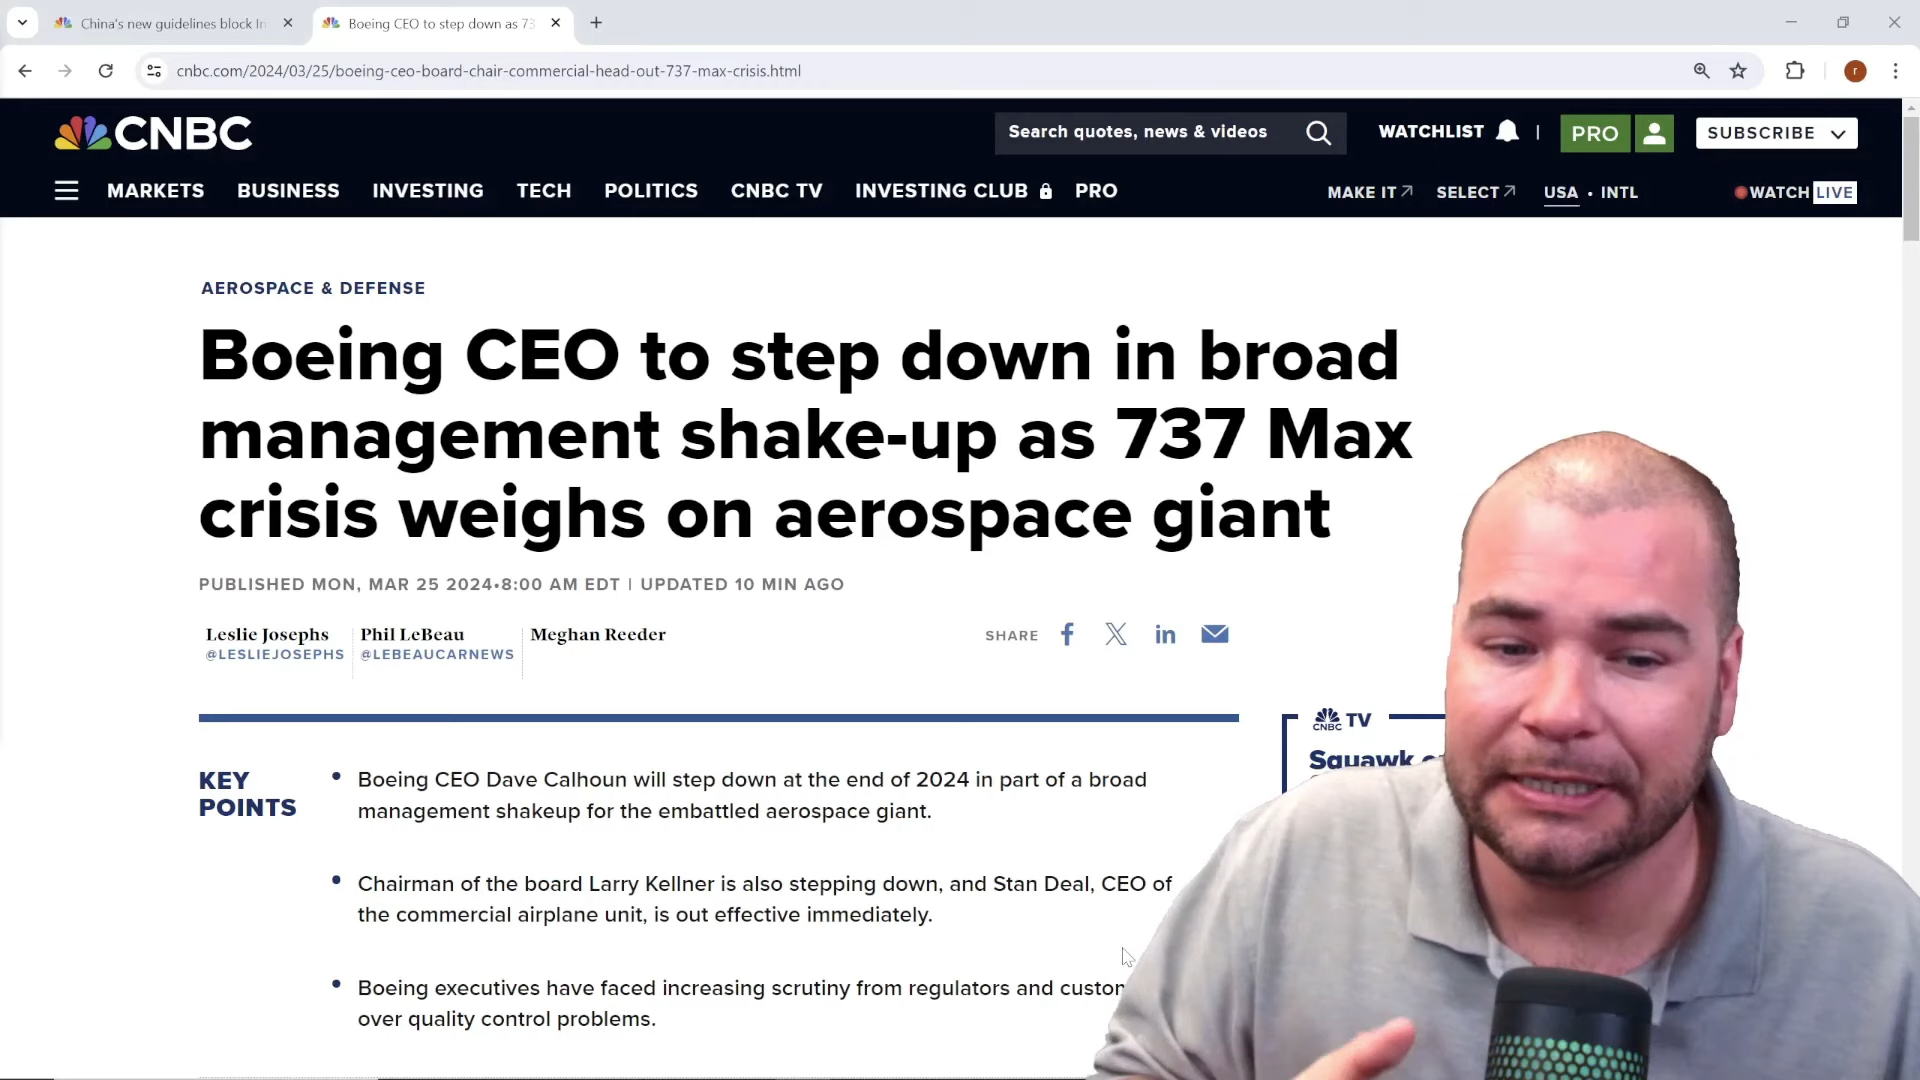 China's new guidelines block In
Boeing CEO to step down as 73
cnbc.com/2024/03/25/boeing-ceo-board-chair-commercial-head-out-737-max-crisis.html
r
CNBC
Search quotes, news & videos
WATCHLIST
PRO
SUBSCRIBE
MARKETS BUSINESS INVESTING TECH POLITICS CNBC TV INVESTING CLUB PRO
MAKE IT SELECT USA • INTL WATCH LIVE
AEROSPACE & DEFENSE
Boeing CEO to step down in broad
management shake-up as 737 Max
crisis weighs on aerospace giant
PUBLISHED MON, MAR 25 2024•8:00 AM EDT | UPDATED 10 MIN AGO
Leslie Josephs Phil LeBeau Meghan Reeder
@LESLIEJOSEPHS @LEBEAUCARNEWS
SHARE
CNBC TV
Squawk
KEY
POINTS
• Boeing CEO Dave Calhoun will step down at the end of 2024 in part of a broad
management shakeup for the embattled aerospace giant.
• Chairman of the board Larry Kellner is also stepping down, and Stan Deal, CEO of
the commercial airplane unit, is out effective immediately.
• Boeing executives have faced increasing scrutiny from regulators and custom
over quality control problems.